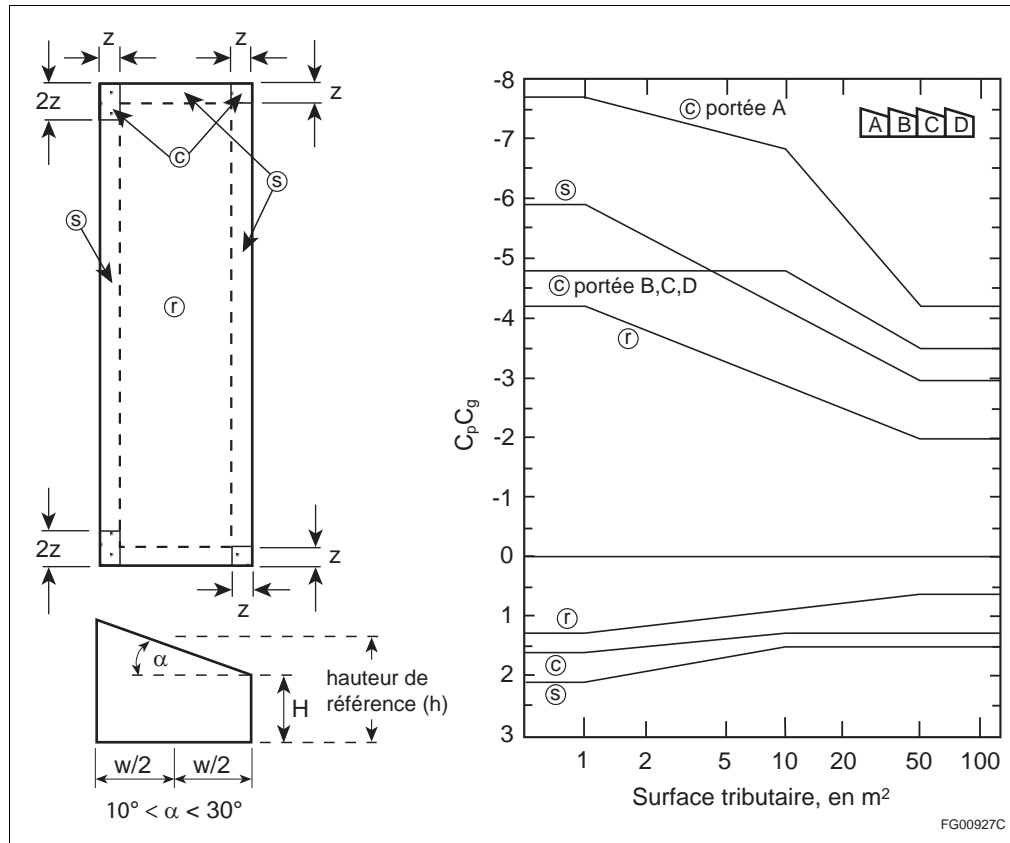 z
z
2z
z
ⓒ
ⓢ
ⓢ
ⓡ
2z
z
z
α
H
hauteur de
référence (h)
w/2
w/2
10° < α < 30°
CpCg
-8
-7
-6
-5
-4
-3
-2
-1
0
1
2
3
ⓒ portée A
A B C D
ⓢ
ⓒ portée B,C,D
ⓡ
ⓡ
ⓒ
ⓢ
1 2 5 10 20 50 100
Surface tributaire, en m²
FG00927C